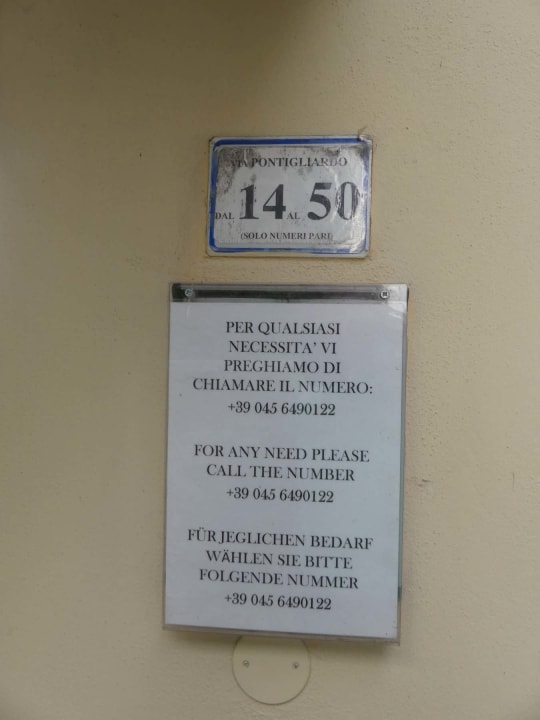 VIA PONTIGLIARDO
DAL 14 AL 50
(SOLO NUMERI PARI)
PER QUALSIASI
NECESSITA' VI
PREGHIAMO DI
CHIAMARE IL NUMERO:
+39 045 6490122
FOR ANY NEED PLEASE
CALL THE NUMBER
+39 045 6490122
FÜR JEGLICHEN BEDARF
WÄHLEN SIE BITTE
FOLGENDE NUMMER
+39 045 6490122